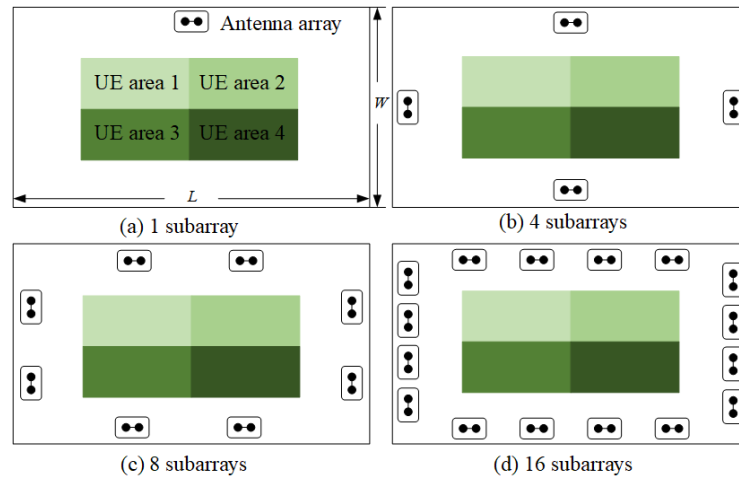 Antenna array
UE area 1 UE area 2
W
UE area 3 UE area 4
L
(a) 1 subarray
(b) 4 subarrays
(c) 8 subarrays
(d) 16 subarrays